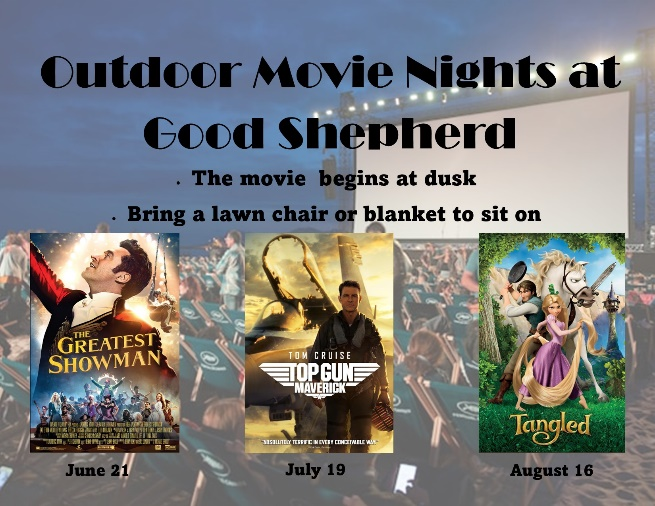 Outdoor Movie Nights at
Good Shepherd
. The movie begins at dusk
. Bring a lawn chair or blanket to sit on
THE
GREATEST
SHOWMAN
TOM CRUISE
TOP GUN
MAVERICK
"ABSOLUTELY TERRIFIC IN EVERY CONCEIVABLE WAY."
Tangled
June 21
July 19
August 16